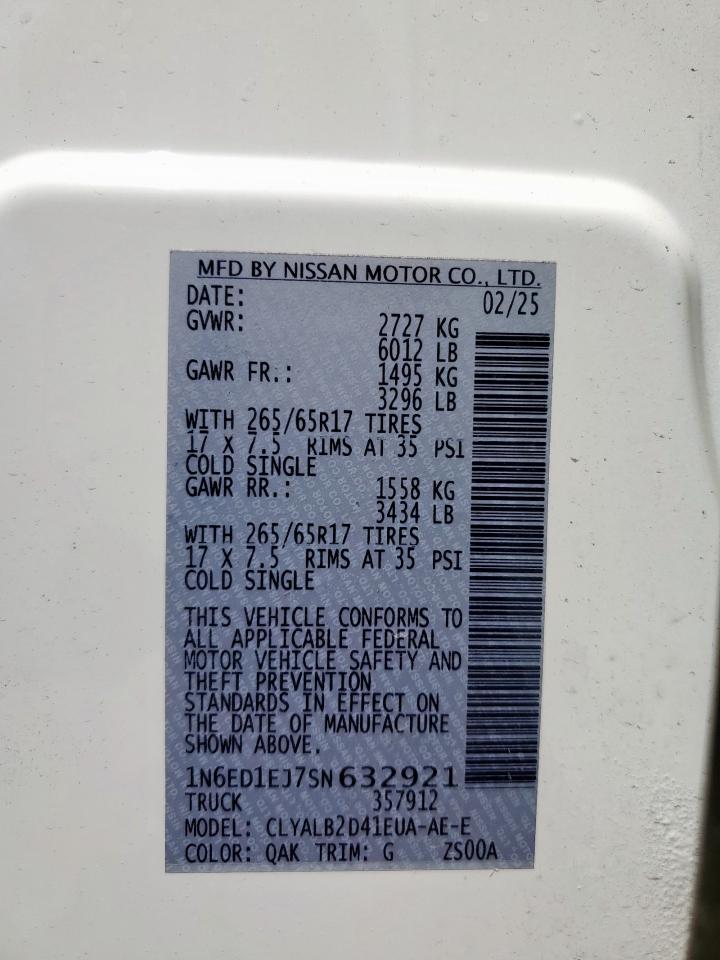 MFD BY NISSAN MOTOR CO., LTD.
DATE: 02/25
GVWR: 2727 KG
6012 LB
GAWR FR.: 1495 KG
3296 LB
WITH 265/65R17 TIRES
17 X 7.5 RIMS AT 35 PSI
COLD SINGLE
GAWR RR.: 1558 KG
3434 LB
WITH 265/65R17 TIRES
17 X 7.5 RIMS AT 35 PSI
COLD SINGLE
THIS VEHICLE CONFORMS TO
ALL APPLICABLE FEDERAL
MOTOR VEHICLE SAFETY AND
THEFT PREVENTION
STANDARDS IN EFFECT ON
THE DATE OF MANUFACTURE
SHOWN ABOVE.
1N6ED1EJ7SN632921
TRUCK 357912
MODEL: CLYALB2D41EUA-AE-E
COLOR: QAK TRIM: G ZS00A